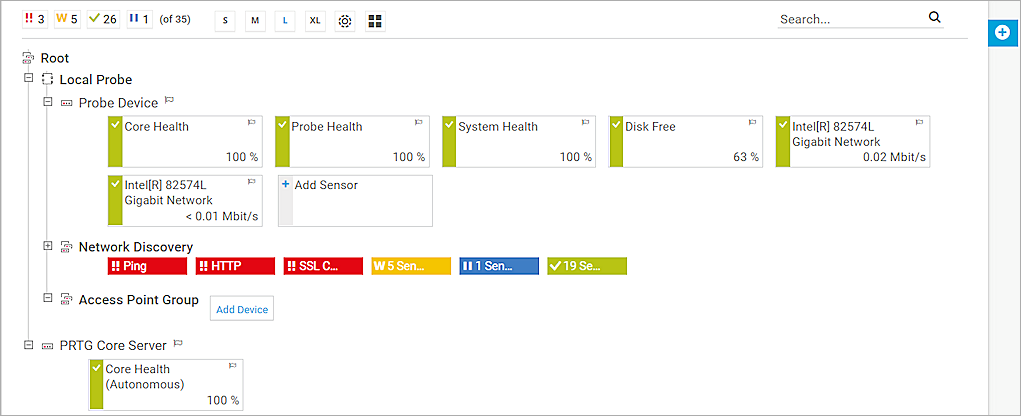 !! 3 W 5 26 1 (of 35) S M L XL Search...
Root
Local Probe
Probe Device
Core Health
100 %
Probe Health
100 %
System Health
100 %
Disk Free
63 %
Intel[R] 82574L
Gigabit Network
0.02 Mbit/s
Intel[R] 82574L
Gigabit Network
< 0.01 Mbit/s
+ Add Sensor
Network Discovery
!! Ping !! HTTP !! SSL C... W 5 Sen... 1 Sen... 19 Se...
Access Point Group Add Device
PRTG Core Server
Core Health
(Autonomous)
100 %